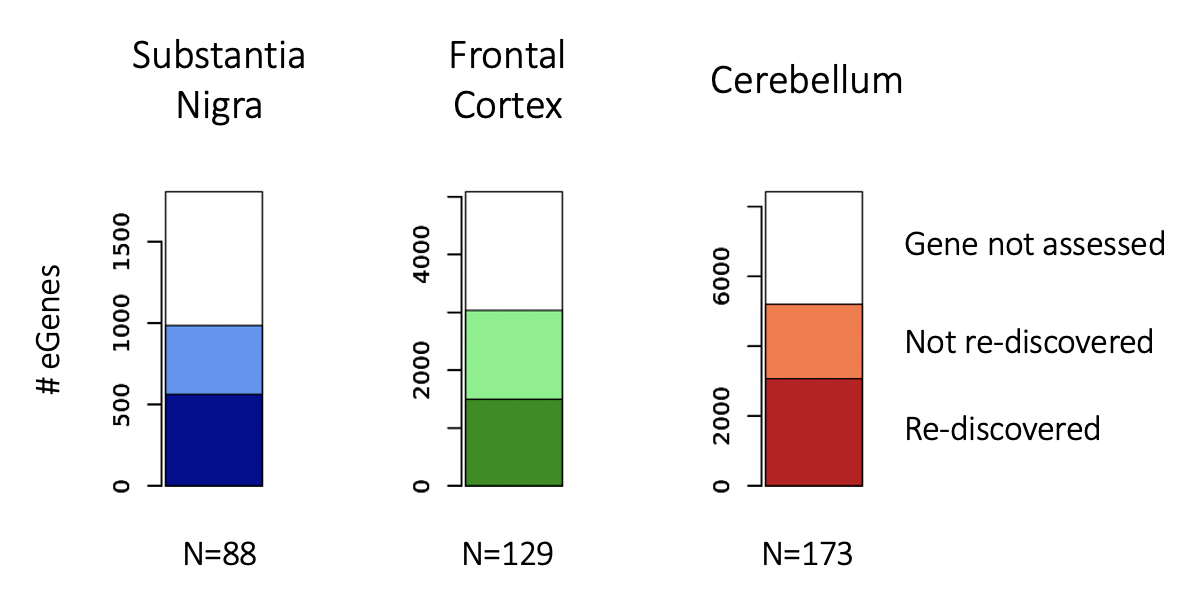 Substantia
Nigra
Frontal
Cortex
Cerebellum
# eGenes
0
500
1000
1500
0
2000
4000
0
2000
6000
Gene not assessed
Not re-discovered
Re-discovered
N=88
N=129
N=173